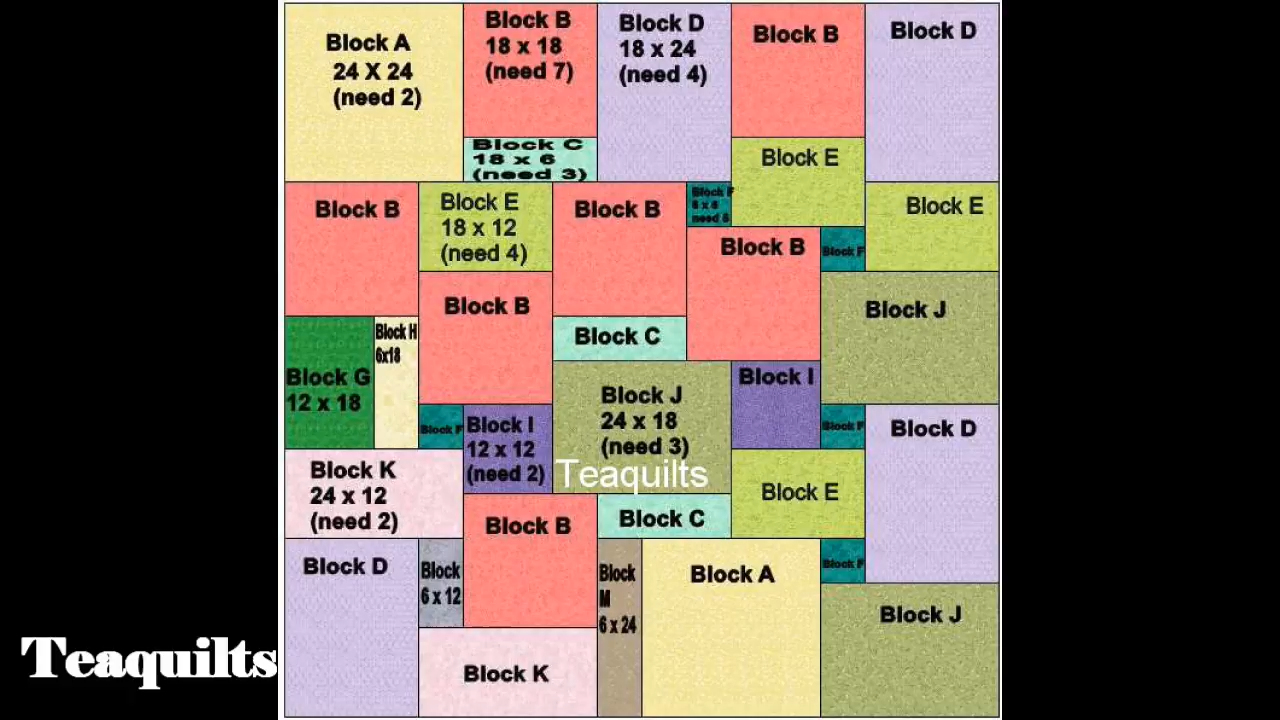 Block A
24 X 24
(need 2)
Block B
18 x 18
(need 7)
Block D
18 x 24
(need 4)
Block B
Block D
Block C
18 x 6
(need 3)
Block E
Block B
Block E
18 x 12
(need 4)
Block B
Block F
Block E
Block B
Block F
Block B
Block J
Block C
Block H
6x18
Block G
12 x 18
Block I
Block J
24 x 18
(need 3)
Block F
Block I
12 x 12
(need 2)
Block F
Block D
Teaquilts
Block K
24 x 12
(need 2)
Block E
Block B
Block C
Block D
Block
6 x 12
Block
M
6 x 24
Block A
Block F
Block J
Block K
Teaquilts